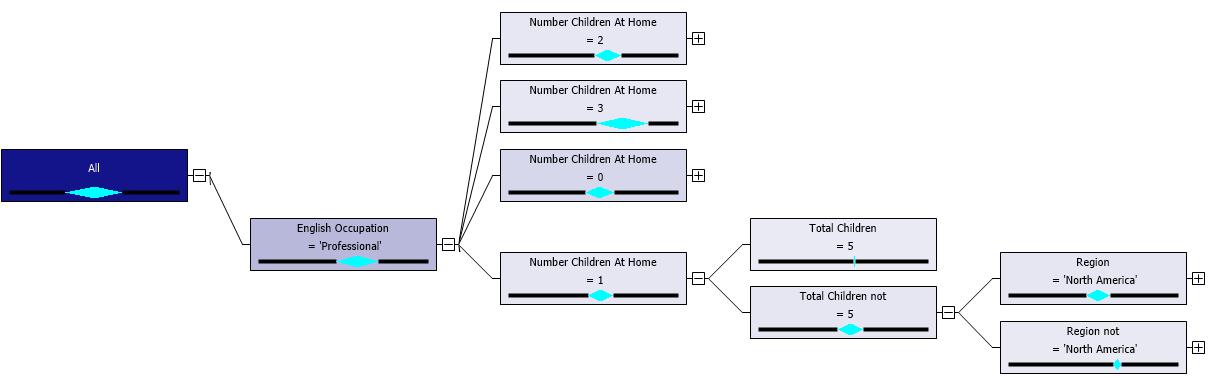 All
English Occupation
= 'Professional'
Number Children At Home
= 2
Number Children At Home
= 3
Number Children At Home
= 0
Number Children At Home
= 1
Total Children
= 5
Total Children not
= 5
Region
= 'North America'
Region not
= 'North America'